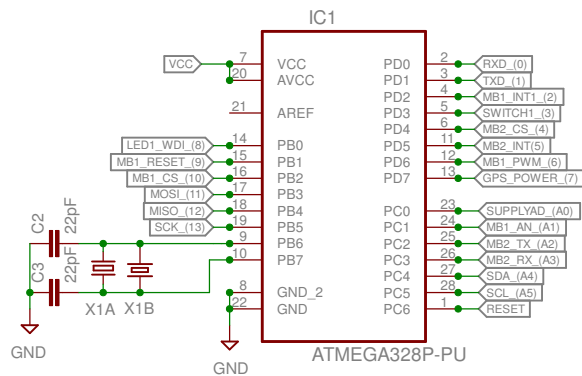 IC1
VCC
7
VCC
PD0
2
RXD_(0)
20
AVCC
PD1
3
TXD_(1)
PD2
4
MB1_INT1_(2)
21
AREF
PD3
5
SWITCH1_(3)
PD4
6
MB2_CS_(4)
LED1_WDI_(8)
14
PB0
PD5
11
MB2_INT(5)
MB1_RESET_(9)
15
PB1
PD6
12
MB1_PWM_(6)
MB1_CS_(10)
16
PB2
PD7
13
GPS_POWER_(7)
MOSI_(11)
17
PB3
MISO_(12)
18
PB4
PC0
23
SUPPLYAD_(A0)
SCK_(13)
19
PB5
PC1
24
MB1_AN_(A1)
C2
22pF
9
PB6
PC2
25
MB2_TX_(A2)
C3
22pF
10
PB7
PC3
26
MB2_RX_(A3)
PC4
27
SDA_(A4)
X1A
X1B
8
GND_2
PC5
28
SCL_(A5)
22
GND
PC6
1
RESET
GND
GND
ATMEGA328P-PU